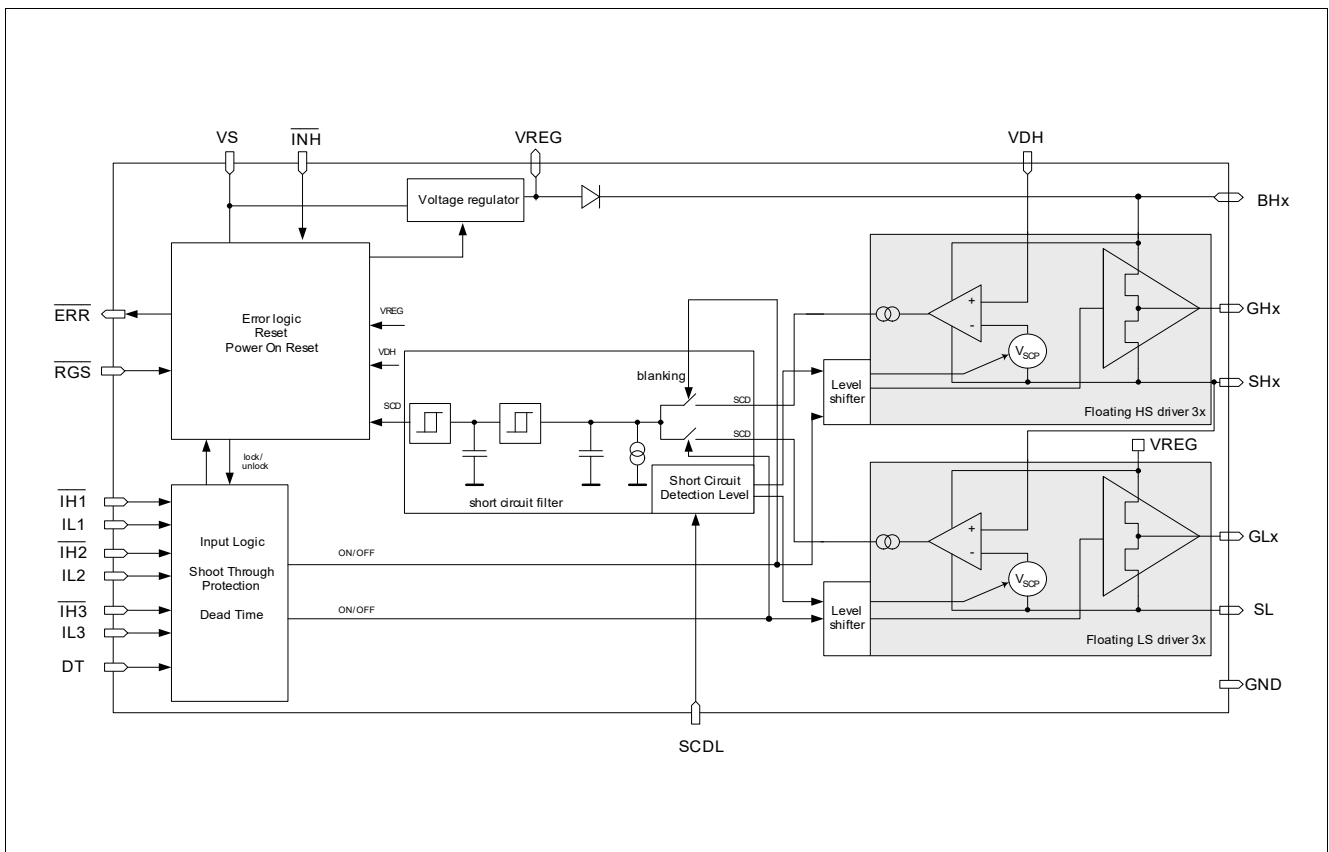 VS
INH
VREG
VDH
Voltage regulator
BHx
ERR
Error logic
Reset
Power On Reset
VREG
VDH
SCD
RGS
blanking
SCD
SCD
short circuit filter
Short Circuit
Detection Level
+
-
VSCP
Level
shifter
Floating HS driver 3x
GHx
SHx
VREG
+
-
VSCP
Level
shifter
Floating LS driver 3x
GLx
SL
GND
lock/
unlock
IH1
IL1
IH2
IL2
IH3
IL3
DT
Input Logic
Shoot Through
Protection
Dead Time
ON/OFF
ON/OFF
SCDL